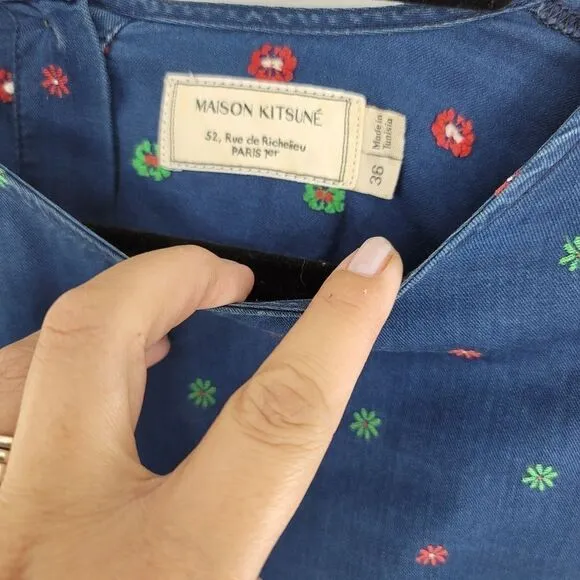 MAISON KITSUNÉ
52, Rue de Richelieu
PARIS 1er
Made in
Tunisia
36